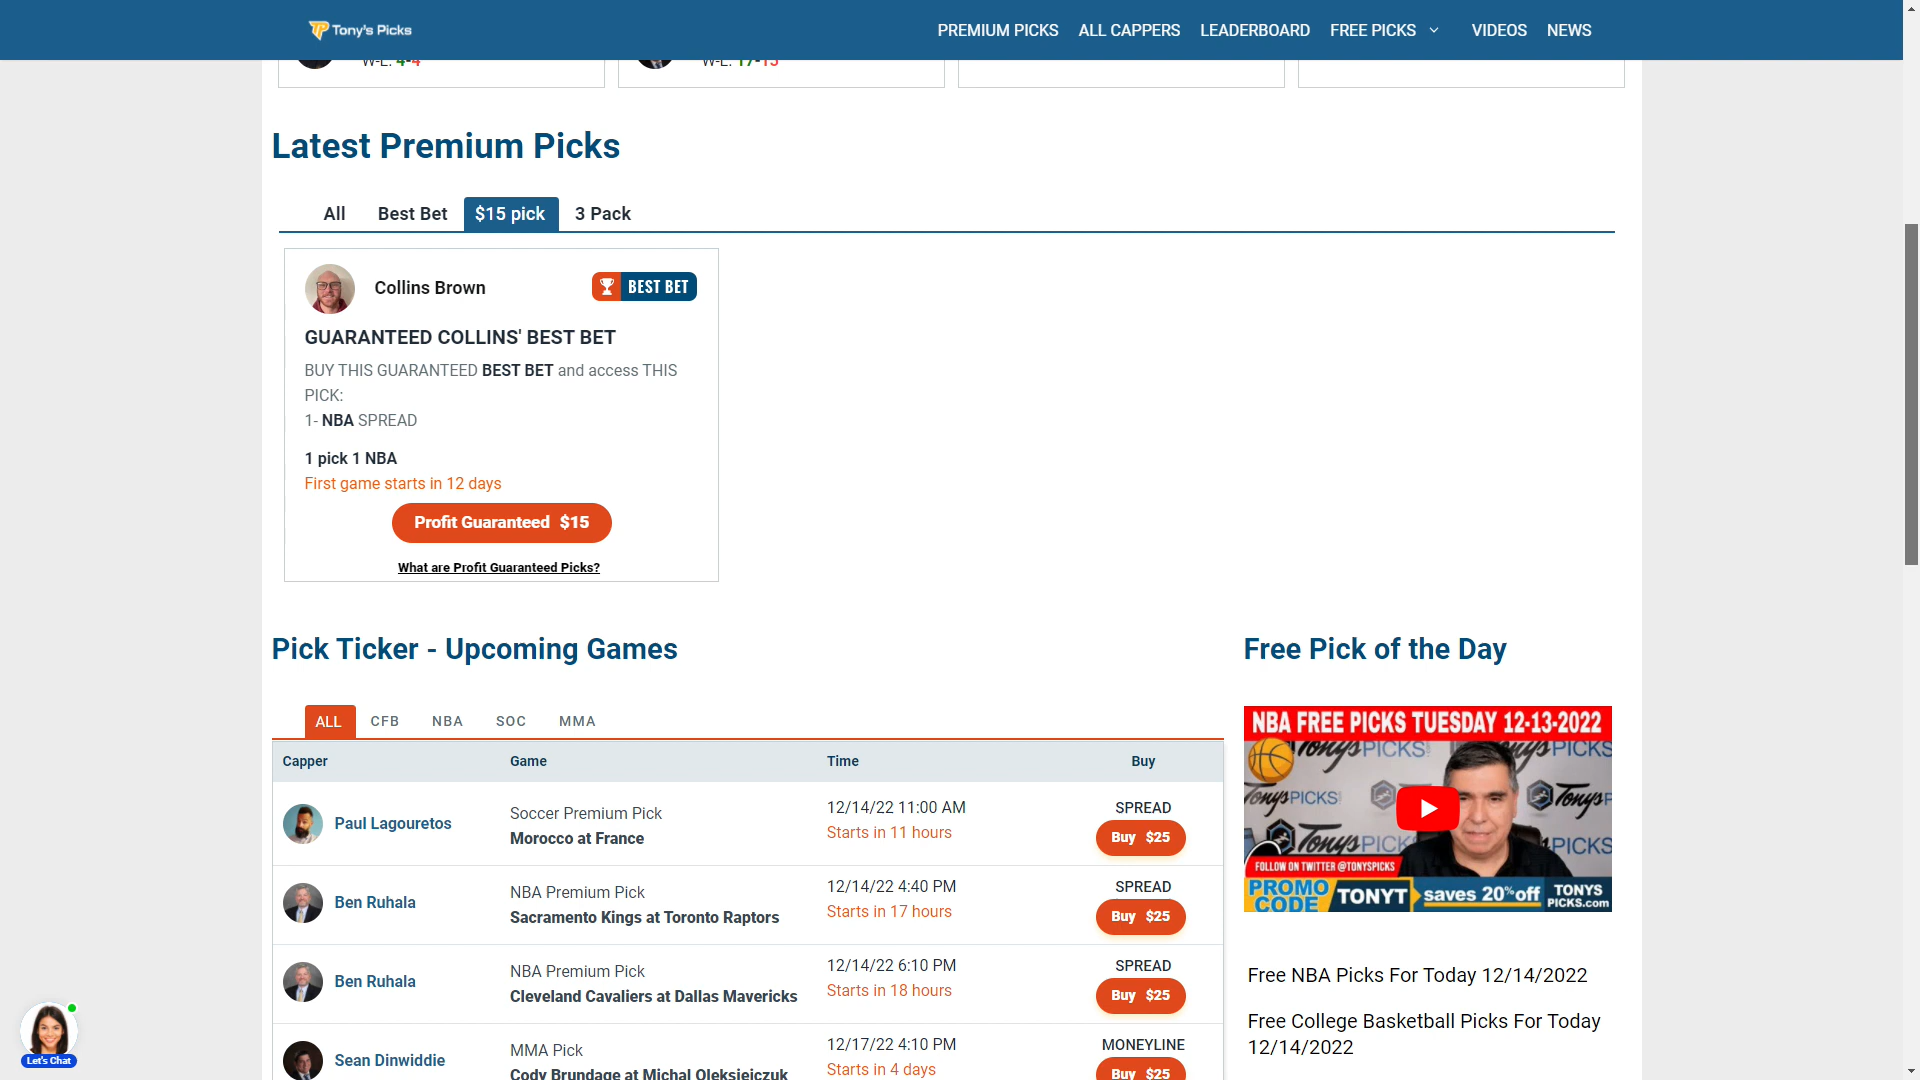 Tony's Picks
PREMIUM PICKS ALL CAPPERS LEADERBOARD FREE PICKS VIDEOS NEWS
W-L: 4-4 W-L: 17-15
Latest Premium Picks
All Best Bet $15 pick 3 Pack
Collins Brown BEST BET
GUARANTEED COLLINS' BEST BET
BUY THIS GUARANTEED BEST BET and access THIS
PICK:
1- NBA SPREAD
1 pick 1 NBA
First game starts in 12 days
Profit Guaranteed $15
What are Profit Guaranteed Picks?
Pick Ticker - Upcoming Games
ALL CFB NBA SOC MMA
Capper Game Time Buy
Paul Lagouretos
Soccer Premium Pick
Morocco at France
12/14/22 11:00 AM
Starts in 11 hours
SPREAD
Buy $25
Ben Ruhala
NBA Premium Pick
Sacramento Kings at Toronto Raptors
12/14/22 4:40 PM
Starts in 17 hours
SPREAD
Buy $25
Ben Ruhala
NBA Premium Pick
Cleveland Cavaliers at Dallas Mavericks
12/14/22 6:10 PM
Starts in 18 hours
SPREAD
Buy $25
Sean Dinwiddie
MMA Pick
Cody Brundage at Michal Oleksiejczuk
12/17/22 4:10 PM
Starts in 4 days
MONEYLINE
Buy $25
Free Pick of the Day
NBA FREE PICKS TUESDAY 12-13-2022
FOLLOW ON TWITTER @TONYSPICKS
PROMO CODE TONYT saves 20% off TONYS PICKS.com
Free NBA Picks For Today 12/14/2022
Free College Basketball Picks For Today
12/14/2022
Let's Chat